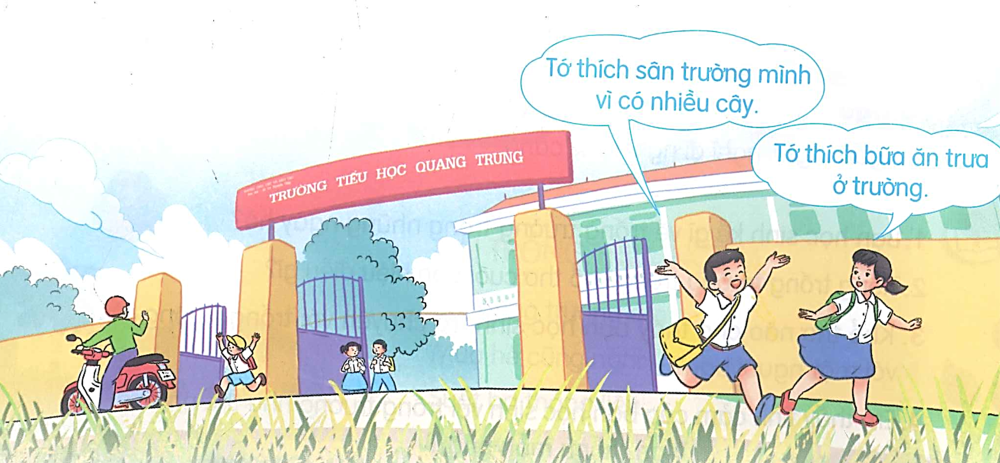 TRƯỜNG TIỂU HỌC QUANG TRUNG
Tớ thích sân trường mình
vì có nhiều cây.
Tớ thích bữa ăn trưa
ở trường.